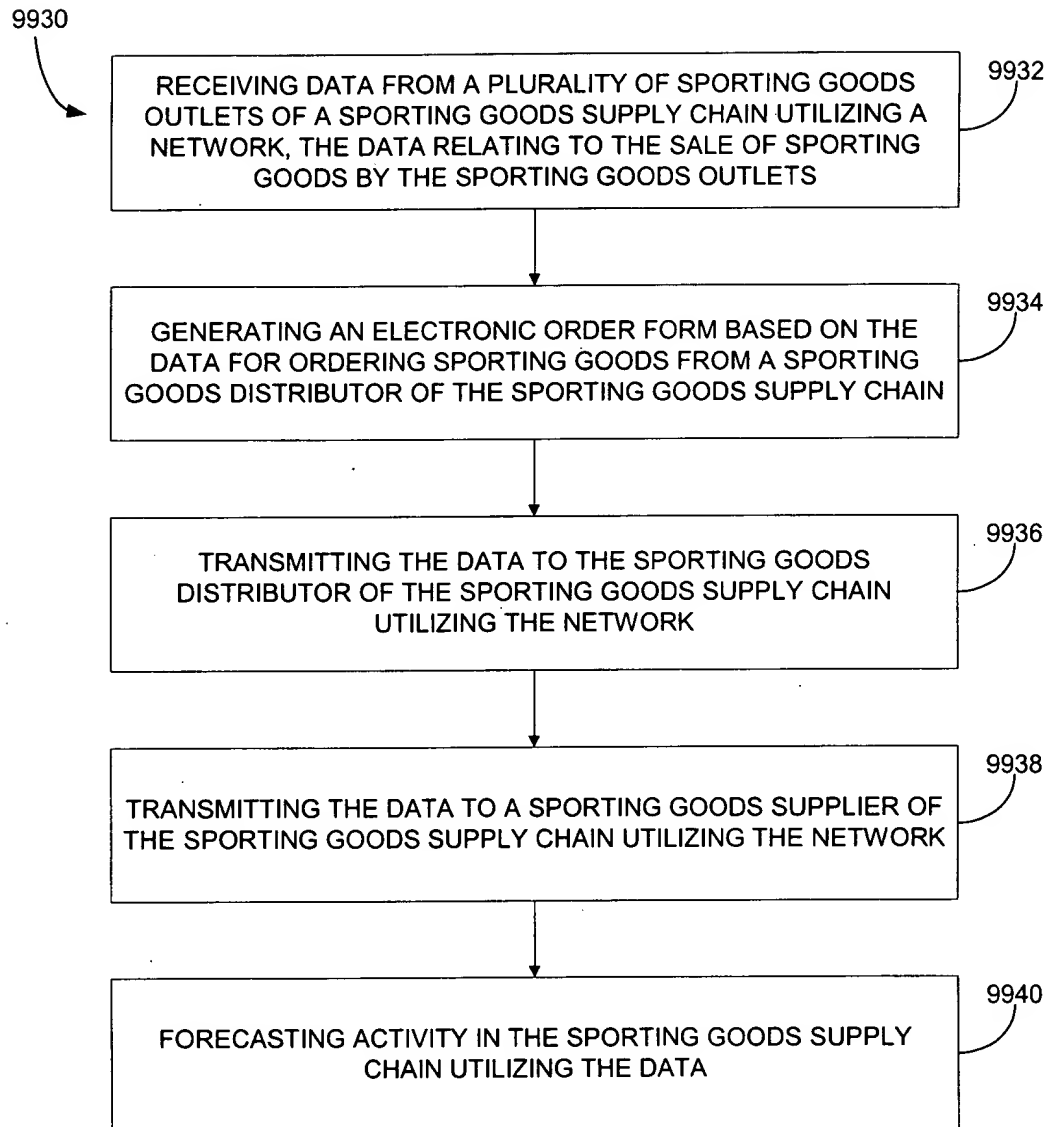 9930
9932
RECEIVING DATA FROM A PLURALITY OF SPORTING GOODS
OUTLETS OF A SPORTING GOODS SUPPLY CHAIN UTILIZING A
NETWORK, THE DATA RELATING TO THE SALE OF SPORTING
GOODS BY THE SPORTING GOODS OUTLETS
9934
GENERATING AN ELECTRONIC ORDER FORM BASED ON THE
DATA FOR ORDERING SPORTING GOODS FROM A SPORTING
GOODS DISTRIBUTOR OF THE SPORTING GOODS SUPPLY CHAIN
9936
TRANSMITTING THE DATA TO THE SPORTING GOODS
DISTRIBUTOR OF THE SPORTING GOODS SUPPLY CHAIN
UTILIZING THE NETWORK
9938
TRANSMITTING THE DATA TO A SPORTING GOODS SUPPLIER OF
THE SPORTING GOODS SUPPLY CHAIN UTILIZING THE NETWORK
9940
FORECASTING ACTIVITY IN THE SPORTING GOODS SUPPLY
CHAIN UTILIZING THE DATA